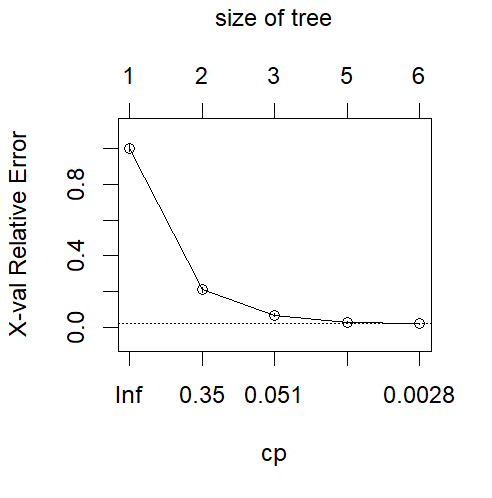 size of tree
1 2 3 5 6
X-val Relative Error
0.8
0.4
0.0
Inf 0.35 0.051 0.0028
cp